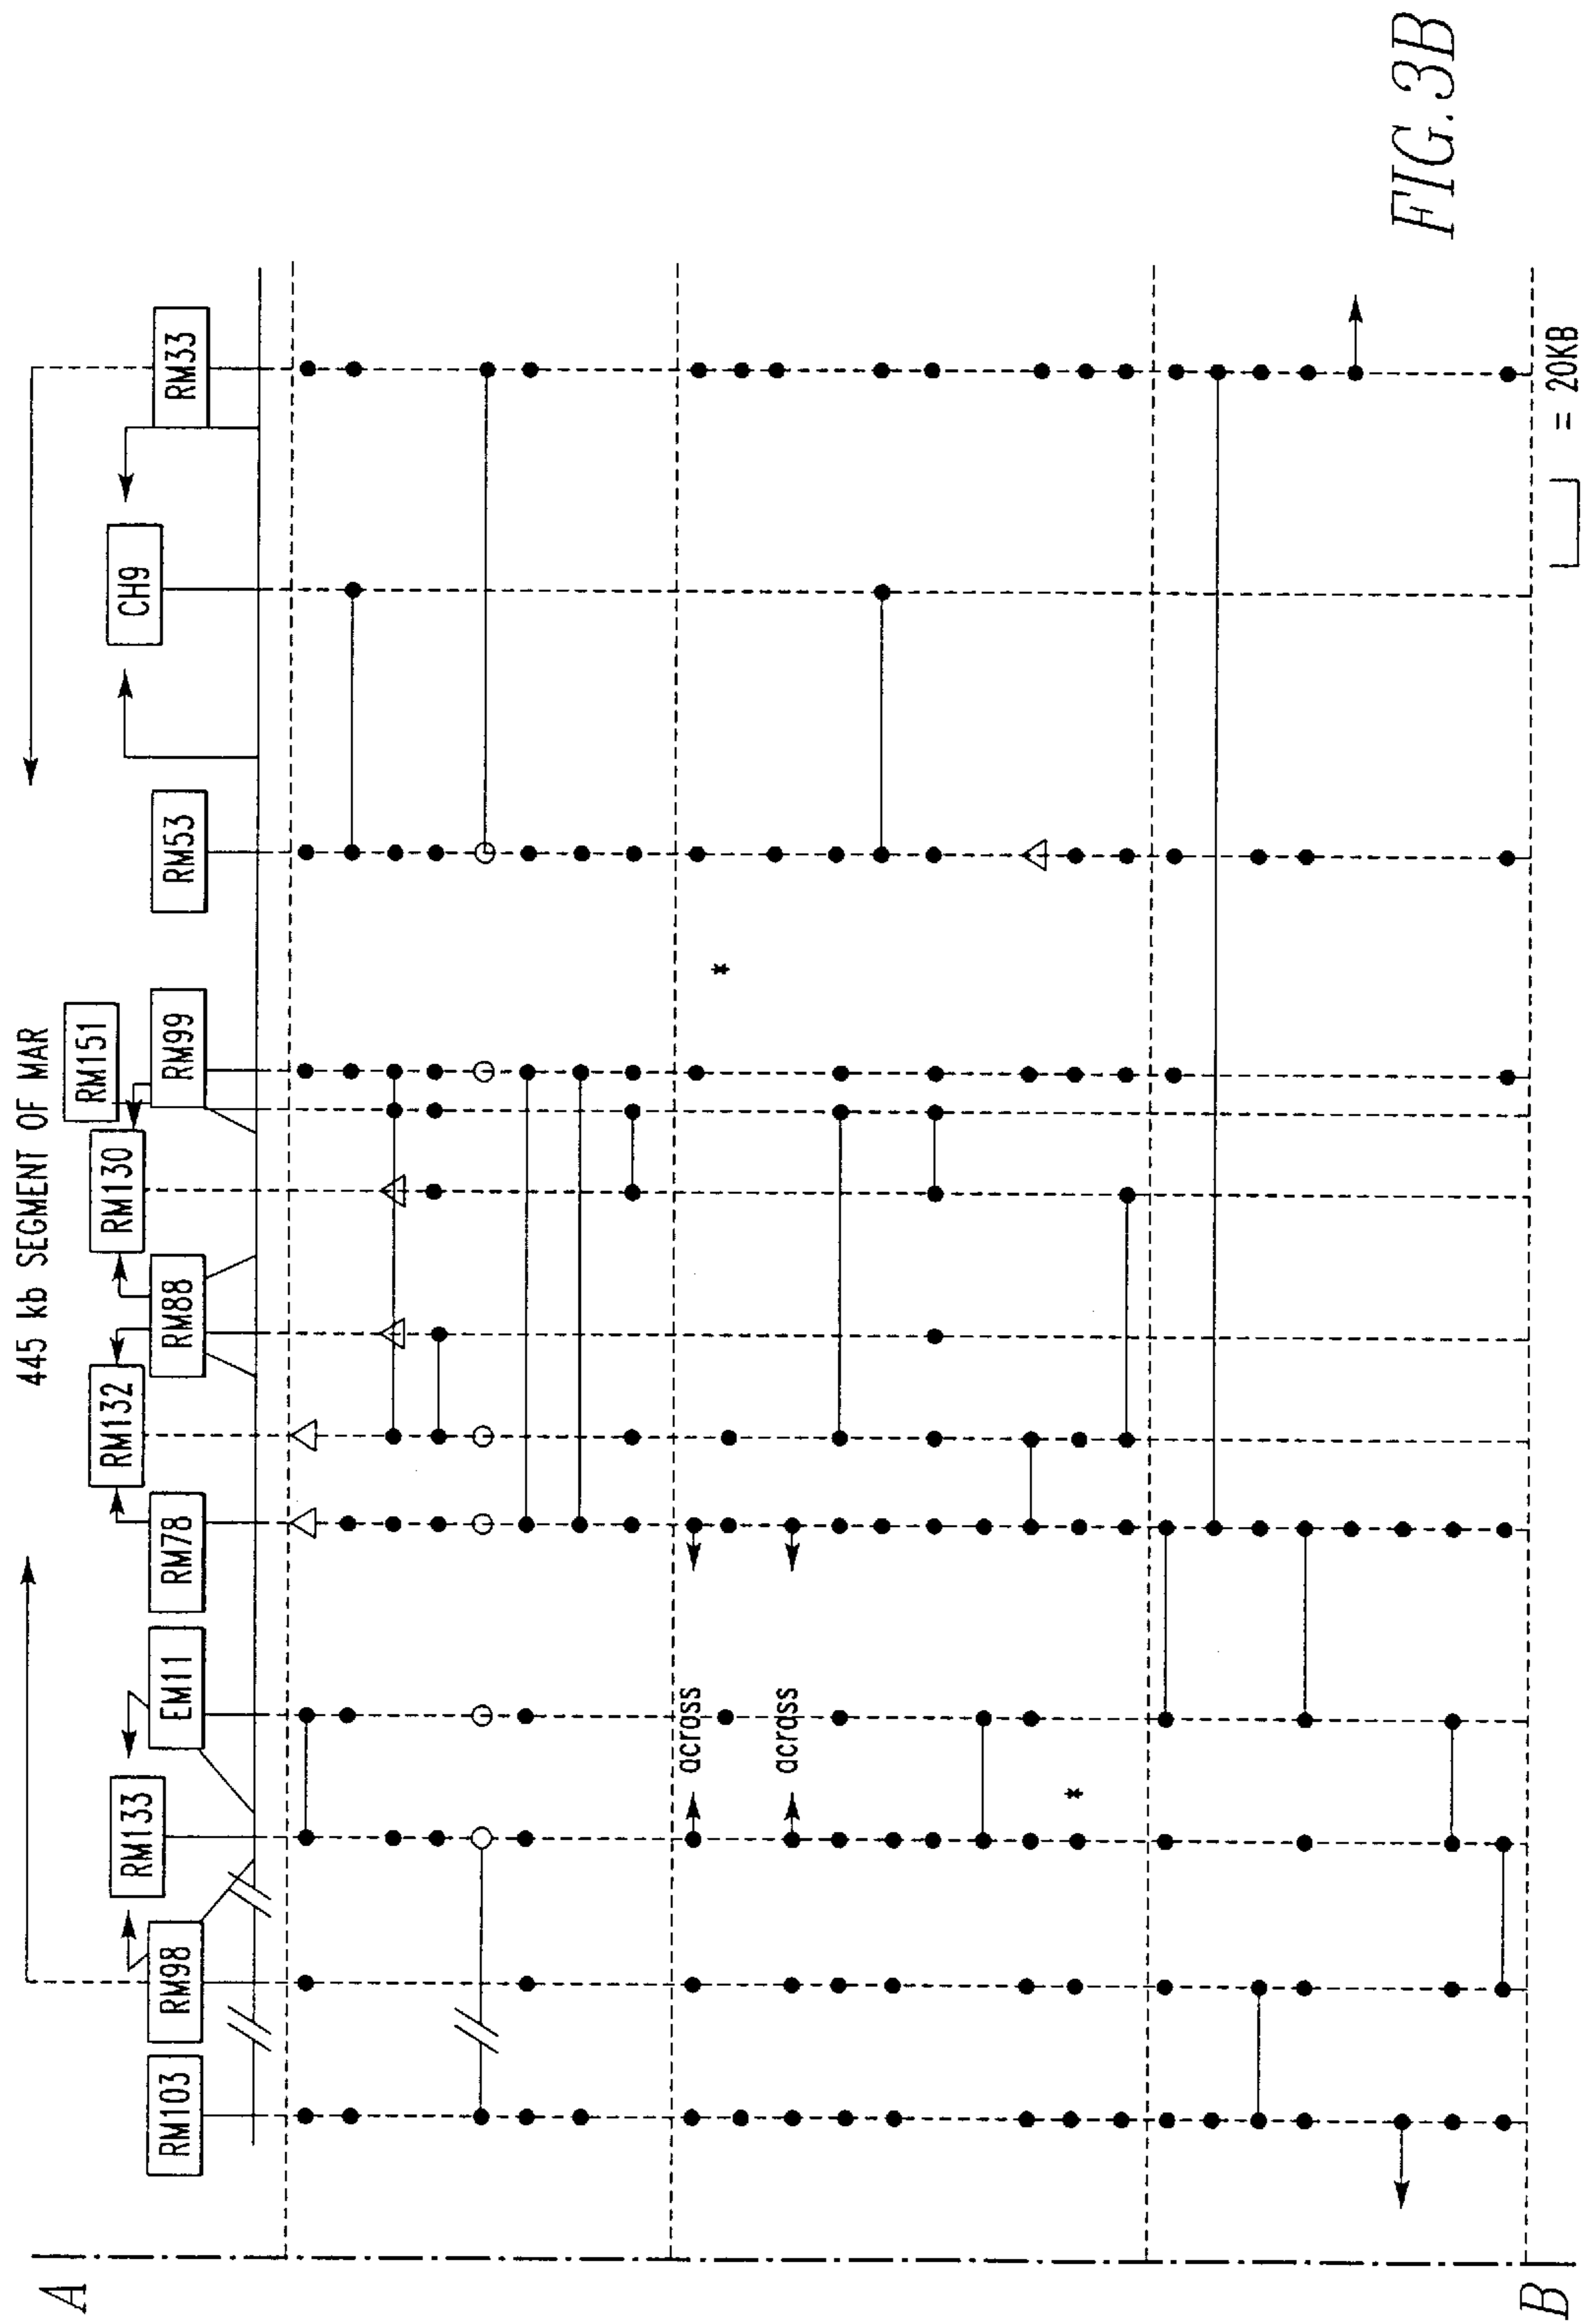 A
445 kb SEGMENT OF MAR
RM103
RM98
RM133
EM11
RM78
RM132
RM88
RM130
RM151
RM99
RM53
CH9
RM33
across
across
*
*
B
= 20KB
FIG.3B